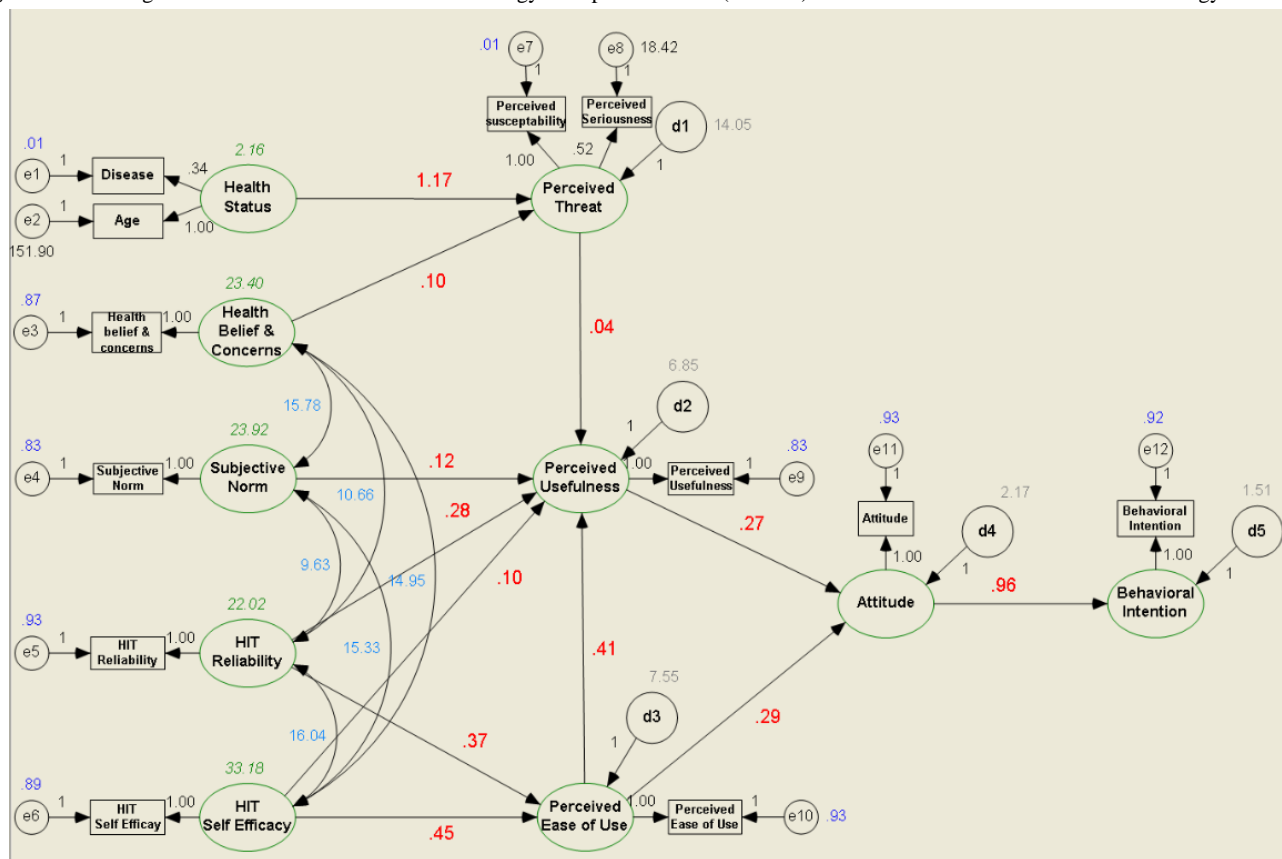 .01
e7
1
e8
18.42
1
Perceived
susceptability
Perceived
Seriousness
d1
14.05
1.00
.52
1
.01
e1
1
Disease
.34
2.16
Health
Status
1.17
Perceived
Threat
e2
1
Age
1.00
151.90
.10
.87
e3
1
Health
belief &
concerns
1.00
23.40
Health
Belief &
Concerns
.04
15.78
6.85
d2
1
.83
e4
1
Subjective
Norm
1.00
23.92
Subjective
Norm
.12
Perceived
Usefulness
1.00
Perceived
Usefulness
1
.83
e9
.93
e11
1
.92
e12
1
10.66
.28
.27
Attitude
1.00
2.17
d4
1
Behavioral
Intention
1.00
1.51
d5
1
9.63
14.95
.10
Attitude
.96
Behavioral
Intention
.93
e5
1
HIT
Reliability
1.00
22.02
HIT
Reliability
15.33
.41
7.55
d3
1
.29
16.04
.37
.89
e6
1
HIT
Self Efficay
1.00
33.18
HIT
Self Efficacy
.45
Perceived
Ease of Use
1.00
Perceived
Ease of Use
1
e10
.93